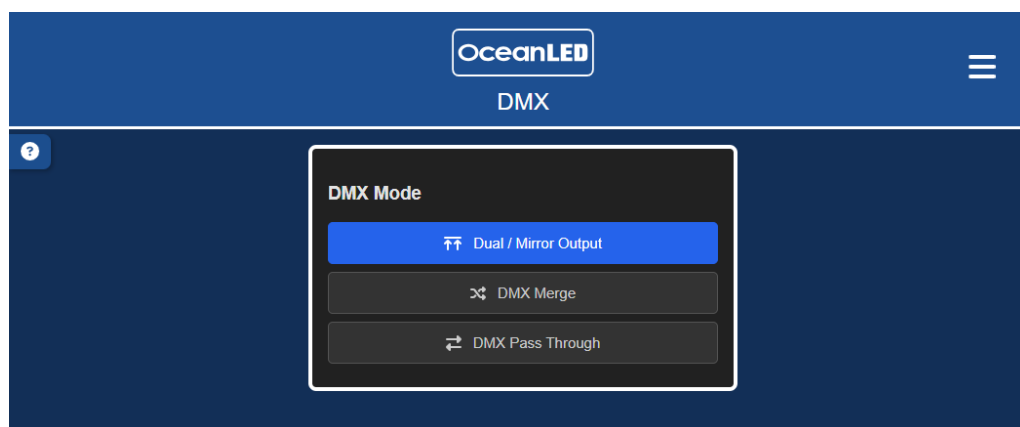 OceanLED
DMX
?
DMX Mode
Dual / Mirror Output
DMX Merge
DMX Pass Through